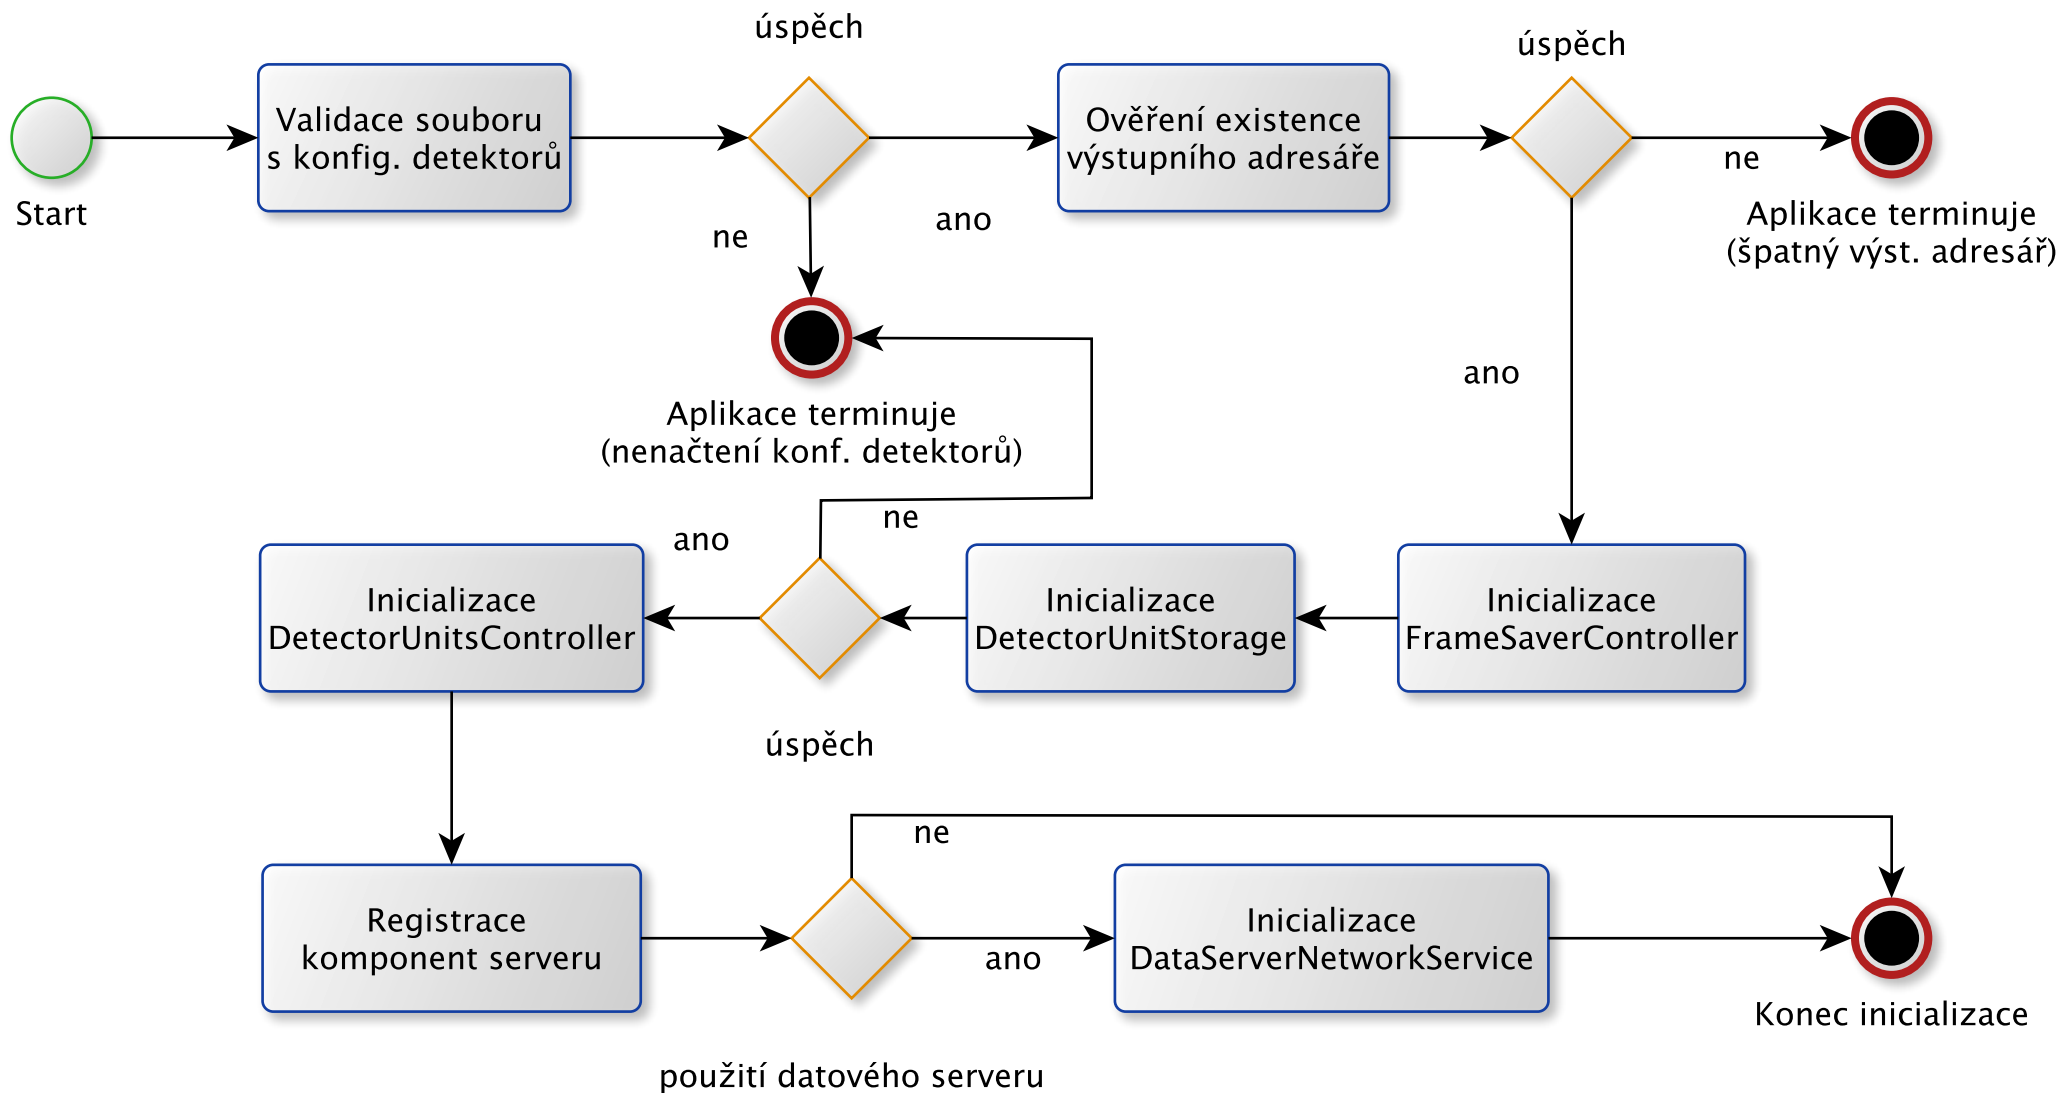 úspěch
úspěch
Validace souboru
s konfig. detektorů
Ověření existence
výstupního adresáře
ne
Start
ne
ano
Aplikace terminuje
(špatný výst. adresář)
ano
Aplikace terminuje
(nenačtení konf. detektorů)
ano
ne
Inicializace
DetectorUnitsController
Inicializace
DetectorUnitStorage
Inicializace
FrameSaverController
úspěch
ne
Registrace
komponent serveru
ano
Inicializace
DataServerNetworkService
Konec inicializace
použití datového serveru